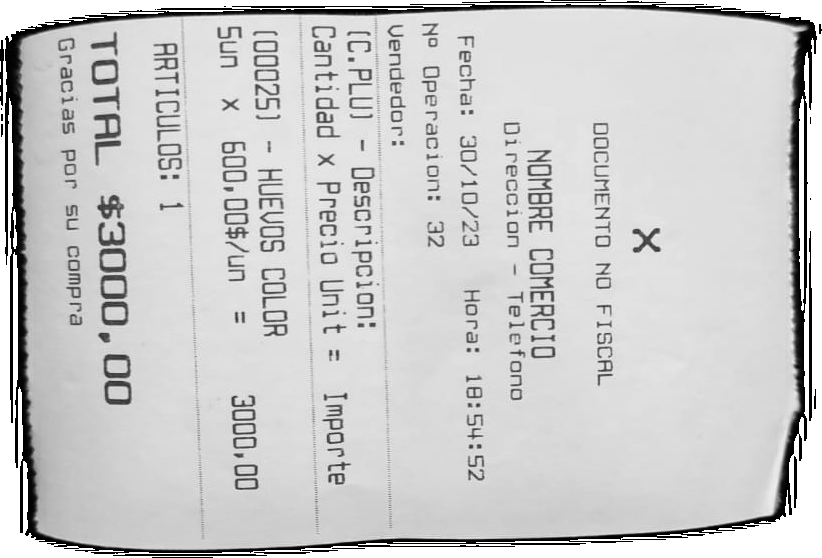 X
DOCUMENTO NO FISCAL
NOMBRE COMERCIO
Direccion - Telefono
Fecha: 30/10/23 Hora: 18:54:52
Nº Operacion: 32
Vendedor:
(C.PLU) - Descripcion:
Cantidad x Precio Unit = Importe
(00025) - HUEVOS COLOR
5un x 600,00$/un = 3000,00
ARTICULOS: 1
TOTAL $3000,00
Gracias por su compra